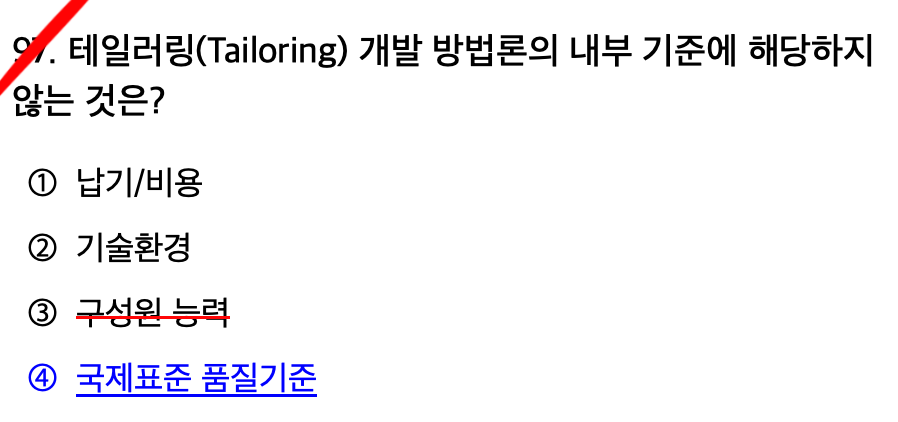 97. 테일러링(Tailoring) 개발 방법론의 내부 기준에 해당하지
않는 것은?
① 납기/비용
② 기술환경
③ 구성원 능력
④ 국제표준 품질기준